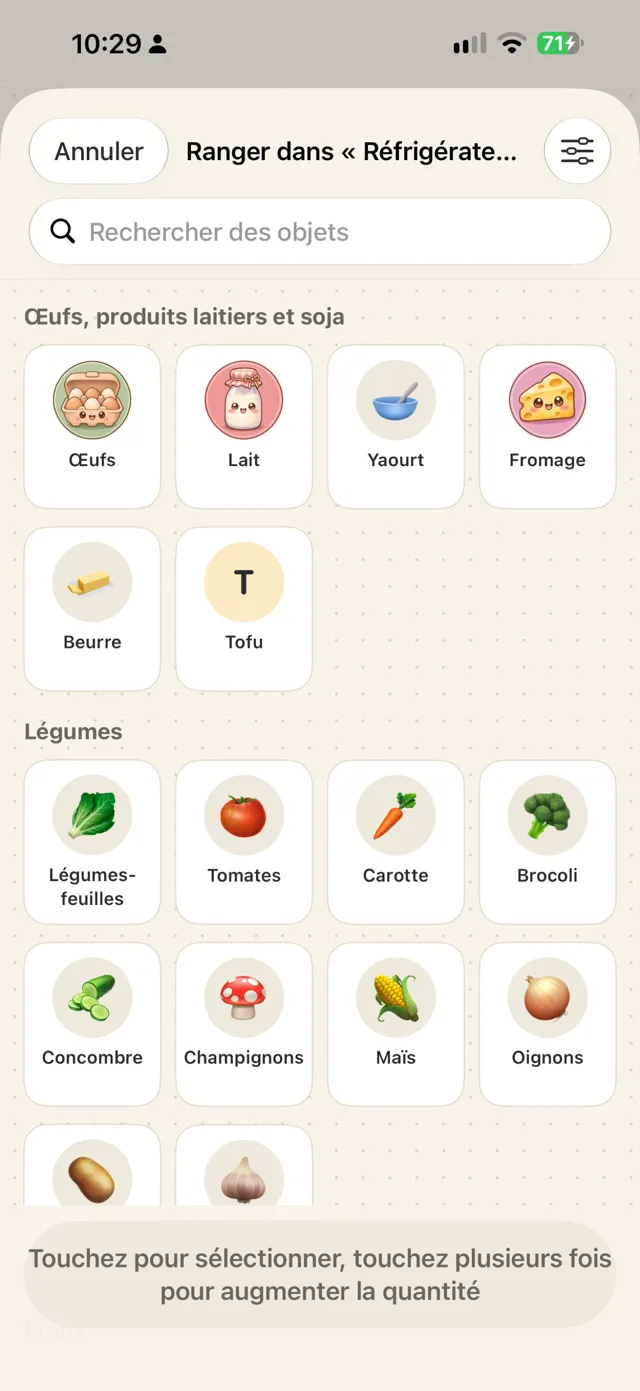 10:29
71
Annuler
Ranger dans « Réfrigérate...
Rechercher des objets
Œufs, produits laitiers et soja
Œufs
Lait
Yaourt
Fromage
Beurre
T
Tofu
Légumes
Légumes-
feuilles
Tomates
Carotte
Brocoli
Concombre
Champignons
Maïs
Oignons
Touchez pour sélectionner, touchez plusieurs fois
pour augmenter la quantité
Fruits